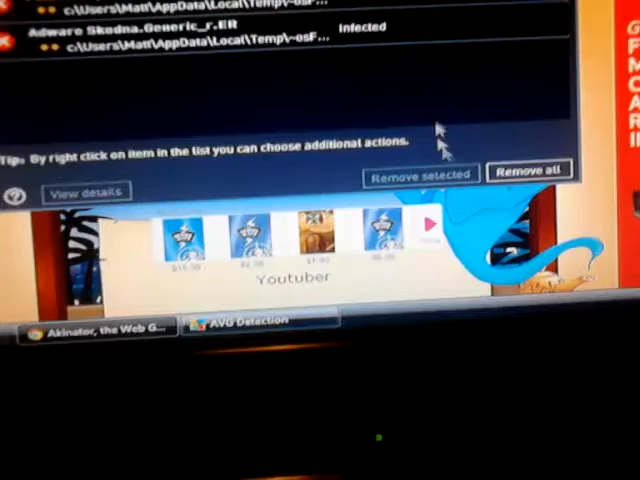 c:\Users\Matt\AppData\Local\Temp\~osF...
Adware Skodna.Generic_r.ER Infected
c:\Users\Matt\AppData\Local\Temp\~osF...
Tip: By right click on item in the list you can choose additional actions.
View details Remove selected Remove all
Youtuber
Akinator, the Web G... AVG Detection